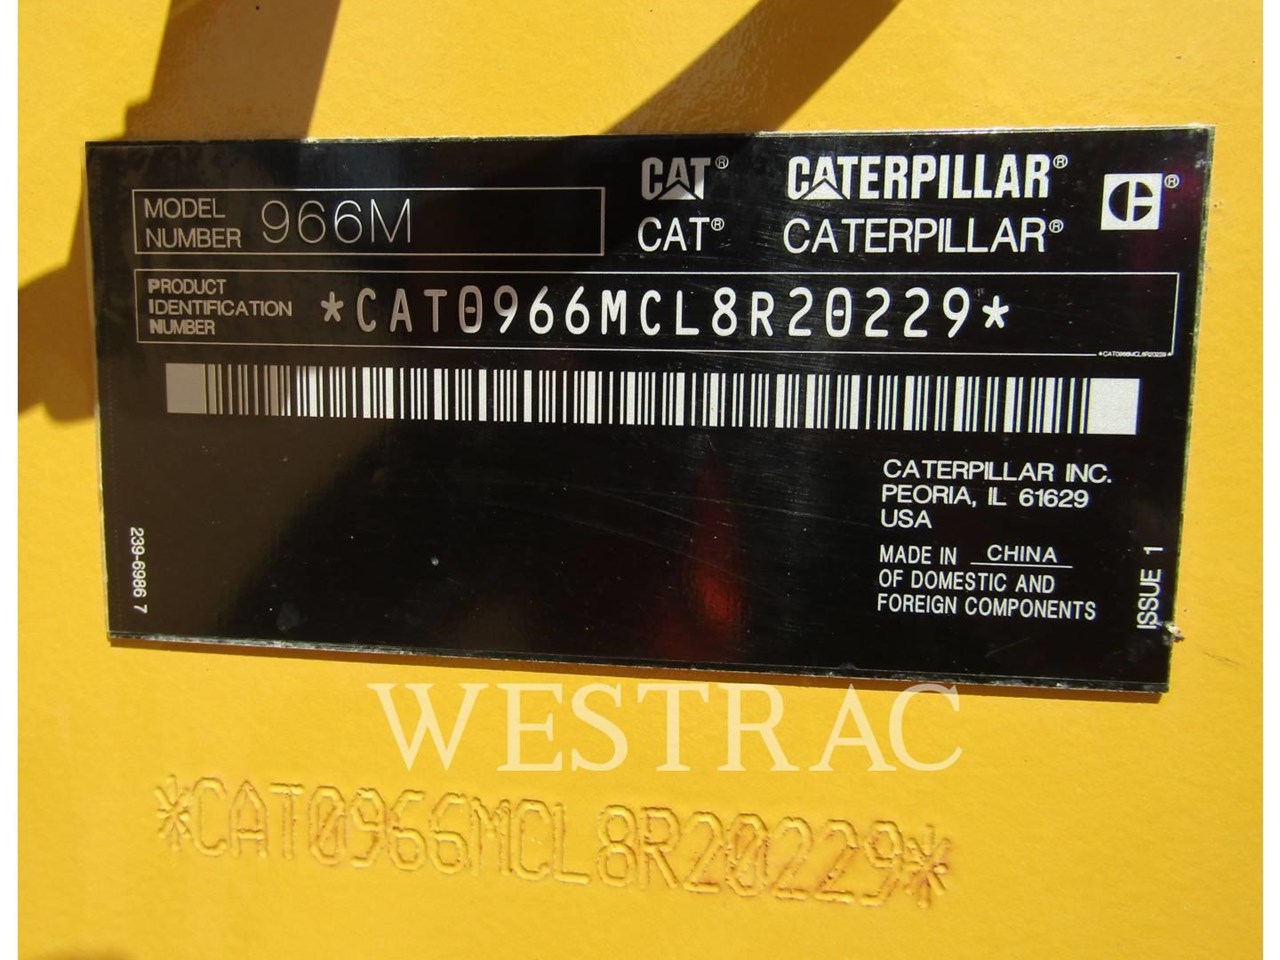 CAT® CATERPILLAR® C®
CAT® CATERPILLAR®
MODEL NUMBER 966M
PRODUCT IDENTIFICATION NUMBER *CAT0966MCL8R20229*
*CAT0966MCL8R20229*
CATERPILLAR INC.
PEORIA, IL 61629
USA
MADE IN CHINA
OF DOMESTIC AND
FOREIGN COMPONENTS
239-6986 7
ISSUE 1
WESTRAC
*CAT0966MCL8R20229*